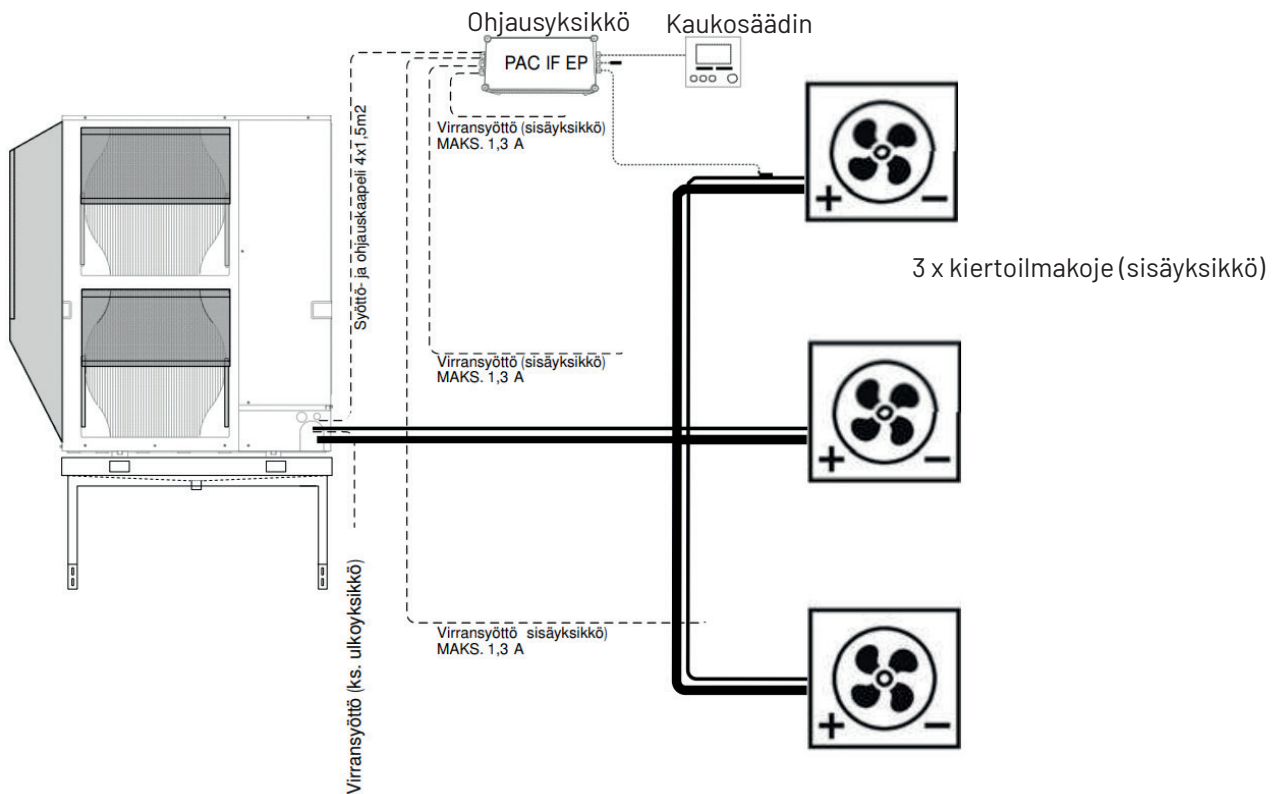 Ohjausyksikkö
Kaukosäädin
PAC IF EP
Virransyöttö (sisäyksikkö)
MAKS. 1,3 A
Syöttö- ja ohjauskaapeli 4x1,5m2
3 x kiertoilmakoje (sisäyksikkö)
Virransyöttö (sisäyksikkö)
MAKS. 1,3 A
Virransyöttö (ks. ulkoyksikkö)
Virransyöttö sisäyksikkö)
MAKS. 1,3 A